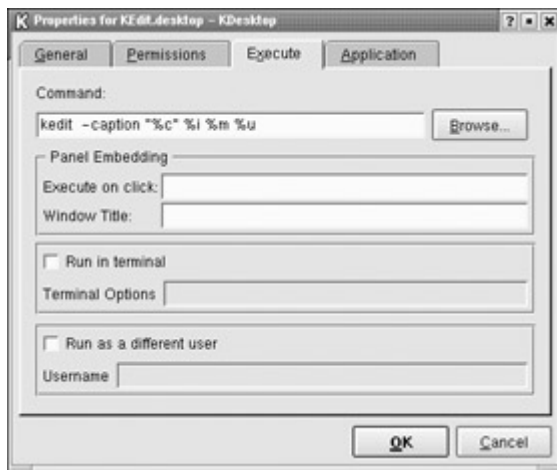 Properties for KEdit.desktop – KDesktop
General Permissions Execute Application
Command:
kedit -caption "%c" %i %m %u Browse...
Panel Embedding
Execute on click:
Window Title:
Run in terminal
Terminal Options
Run as a different user
Username
OK Cancel